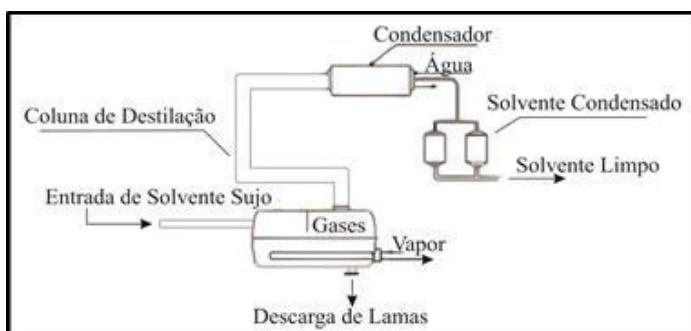 Condensador
Água
Solvente Condensado
Coluna de Destilação
Solvente Limpo
Entrada de Solvente Sujo
Gases
Vapor
Descarga de Lamas